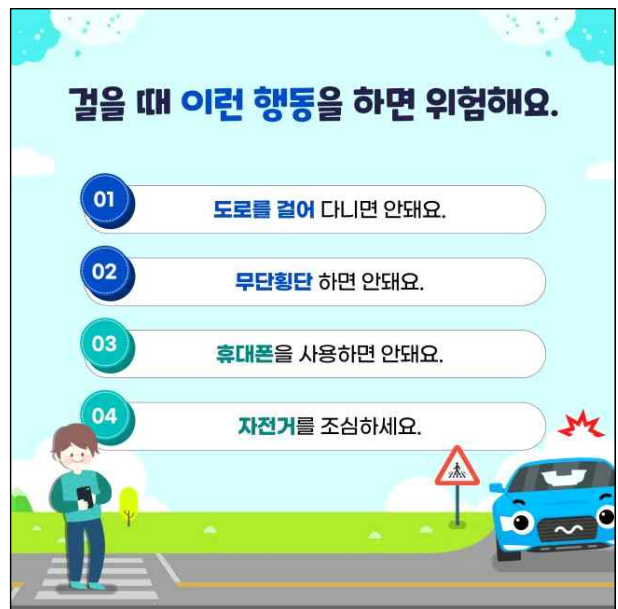 걸을 때 이런 행동을 하면 위험해요.
01
도로를 걸어 다니면 안돼요.
02
무단횡단 하면 안돼요.
03
휴대폰을 사용하면 안돼요.
04
자전거를 조심하세요.